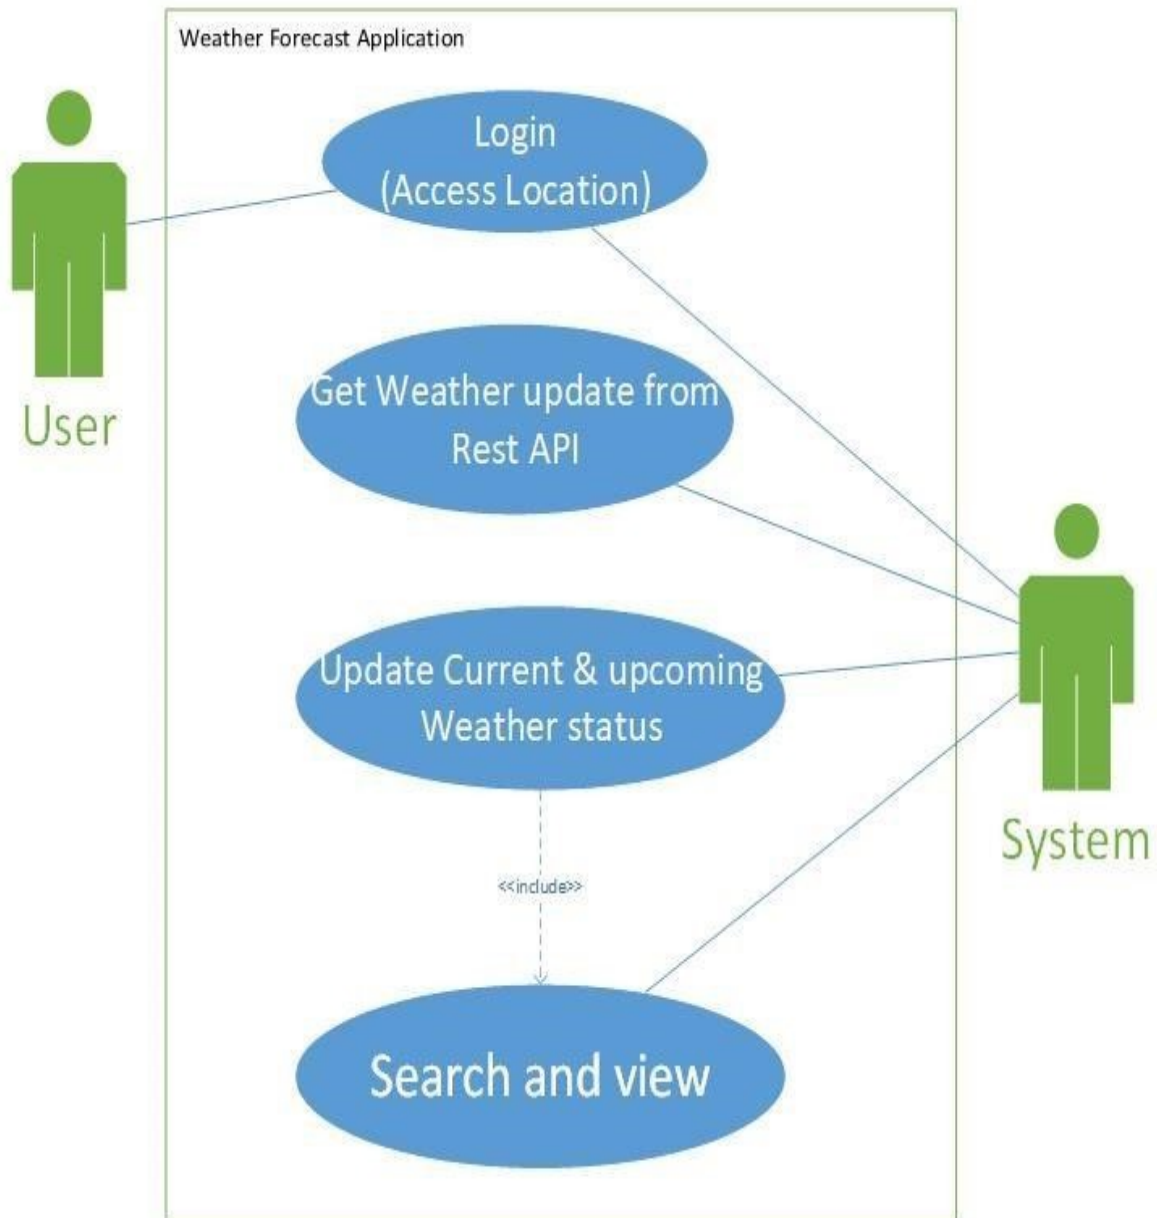 Weather Forecast Application
Login
(Access Location)
User
Get Weather update from
Rest API
Update Current & upcoming
Weather status
System
<<include>>
Search and view